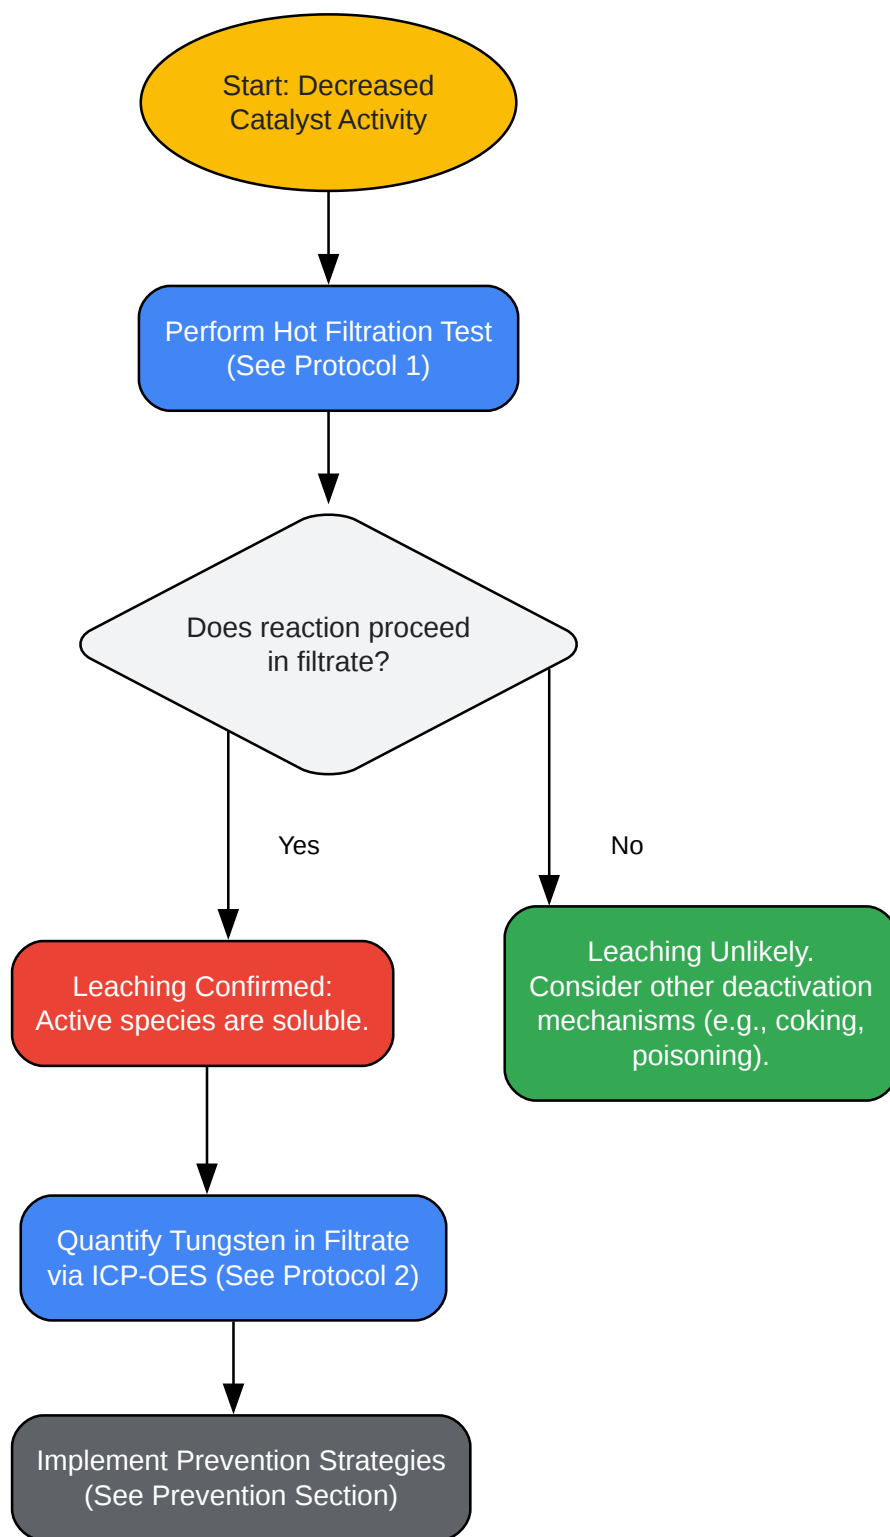 Start: Decreased
Catalyst Activity
Perform Hot Filtration Test
(See Protocol 1)
Does reaction proceed
in filtrate?
Yes
No
Leaching Confirmed:
Active species are soluble.
Leaching Unlikely.
Consider other deactivation
mechanisms (e.g., coking,
poisoning).
Quantify Tungsten in Filtrate
via ICP-OES (See Protocol 2)
Implement Prevention Strategies
(See Prevention Section)